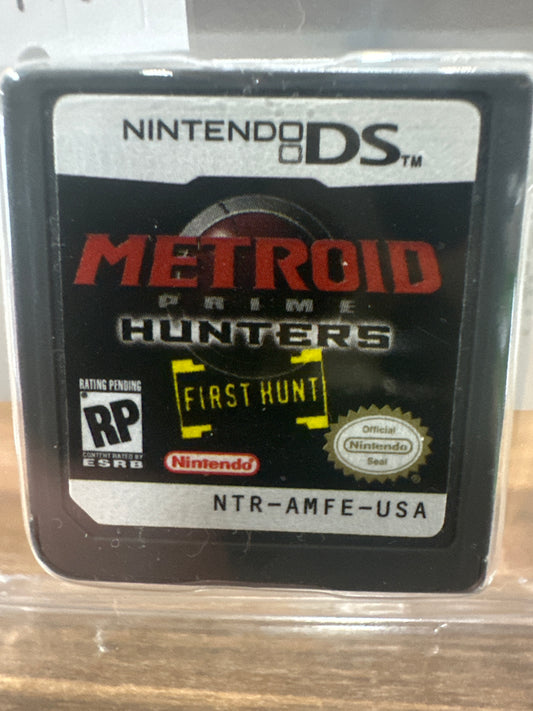 NINTENDO DS™
METROID
PRIME
HUNTERS
FIRST HUNT
RATING PENDING
RP
CONTENT RATED BY
ESRB
Nintendo®
Official
Nintendo
Seal
NTR-AMFE-USA